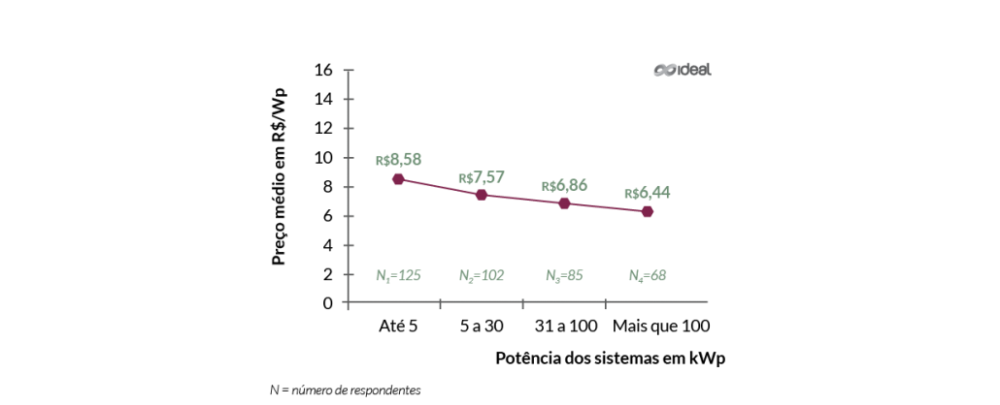 ideal
Preço médio em R$/Wp
16
14
12
10
8
6
4
2
0
R$8,58
R$7,57
R$6,86
R$6,44
N₁=125
N₂=102
N₃=85
N₄=68
Até 5
5 a 30
31 a 100
Mais que 100
Potência dos sistemas em kWp
N = número de respondentes